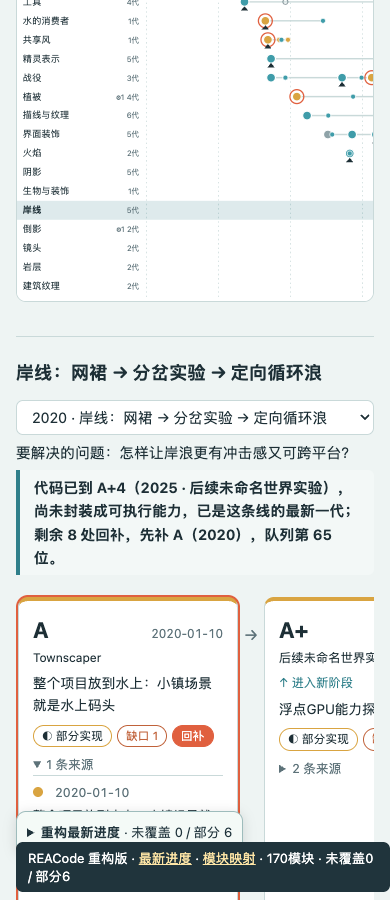 工具 4代
水的消费者 1代
共享风 1代
精灵表示 5代
战役 3代
植被 ⚙1 4代
描线与纹理 6代
界面装饰 5代
火焰 2代
阴影 5代
生物与装饰 1代
岸线 5代
倒影 ⚙1 2代
镜头 2代
岩层 2代
建筑纹理 2代
岸线：网裙 → 分岔实验 → 定向循环浪
2020 · 岸线：网裙 → 分岔实验 → 定向循环浪
要解决的问题：怎样让岸浪更有冲击感又可跨平台?
代码已到 A+4（2025 · 后续未命名世界实验），
尚未封装成可执行能力，已是这条线的最新一代；
剩余 8 处回补，先补 A（2020），队列第 65
位。
A 2020-01-10
Townscaper
整个项目放到水上：小镇场景
就是水上码头
◐ 部分实现 缺口 1 回补
▼ 1 条来源
2020-01-10
→
A+
后续未命名世界实
↑ 进入新阶段
浮点GPU能力探
◐ 部分实现
▶ 2 条来源
▶ 重构最新进度 · 未覆盖 0 / 部分 6
REACode 重构版 · 最新进度 · 模块映射 · 170模块 · 未覆盖0
/ 部分6